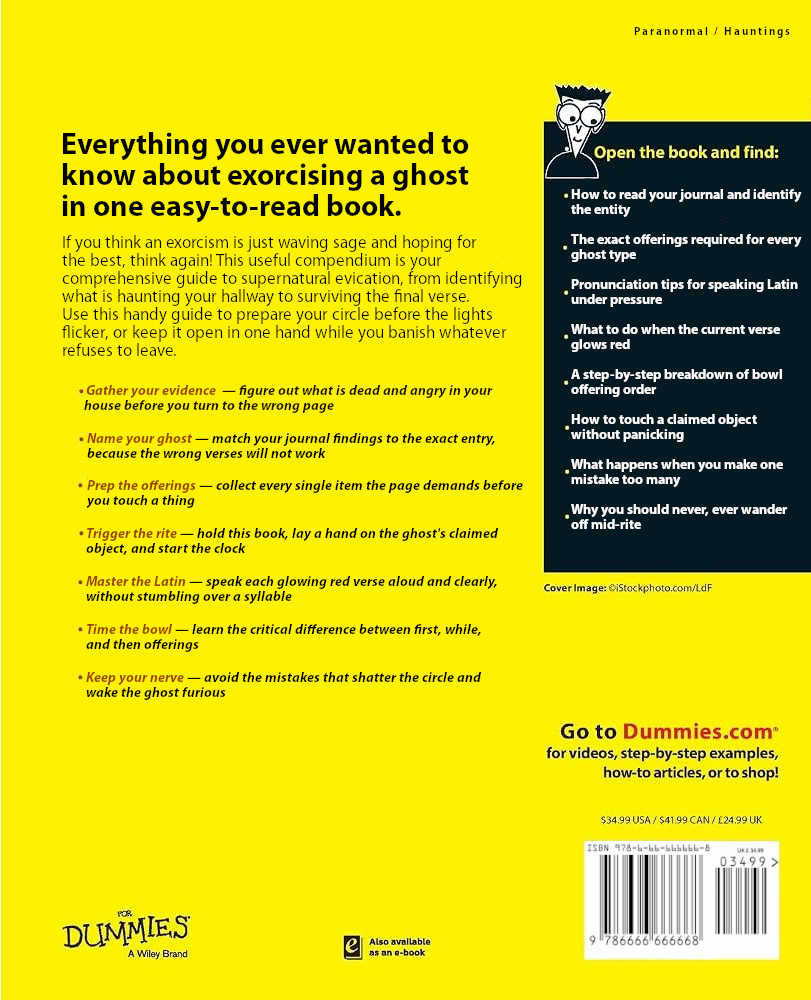 Paranormal / Hauntings
Everything you ever wanted to
know about exorcising a ghost
in one easy-to-read book.
If you think an exorcism is just waving sage and hoping for
the best, think again! This useful compendium is your
comprehensive guide to supernatural evication, from identifying
what is haunting your hallway to surviving the final verse.
Use this handy guide to prepare your circle before the lights
flicker, or keep it open in one hand while you banish whatever
refuses to leave.
• Gather your evidence — figure out what is dead and angry in your
house before you turn to the wrong page
• Name your ghost — match your journal findings to the exact entry,
because the wrong verses will not work
• Prep the offerings — collect every single item the page demands before
you touch a thing
• Trigger the rite — hold this book, lay a hand on the ghost's claimed
object, and start the clock
• Master the Latin — speak each glowing red verse aloud and clearly,
without stumbling over a syllable
• Time the bowl — learn the critical difference between first, while,
and then offerings
• Keep your nerve — avoid the mistakes that shatter the circle and
wake the ghost furious
Open the book and find:
• How to read your journal and identify
the entity
• The exact offerings required for every
ghost type
• Pronunciation tips for speaking Latin
under pressure
• What to do when the current verse
glows red
• A step-by-step breakdown of bowl
offering order
• How to touch a claimed object
without panicking
• What happens when you make one
mistake too many
• Why you should never, ever wander
off mid-rite
Cover Image: ©iStockphoto.com/LdF
Go to Dummies.com®
for videos, step-by-step examples,
how-to articles, or to shop!
$34.99 USA / $41.99 CAN / £24.99 UK
ISBN 978-6-66-666666-8
UK £ 34.99
03499 >
9 786666 666668
FOR
DUMMIES®
A Wiley Brand
e
Also available
as an e-book